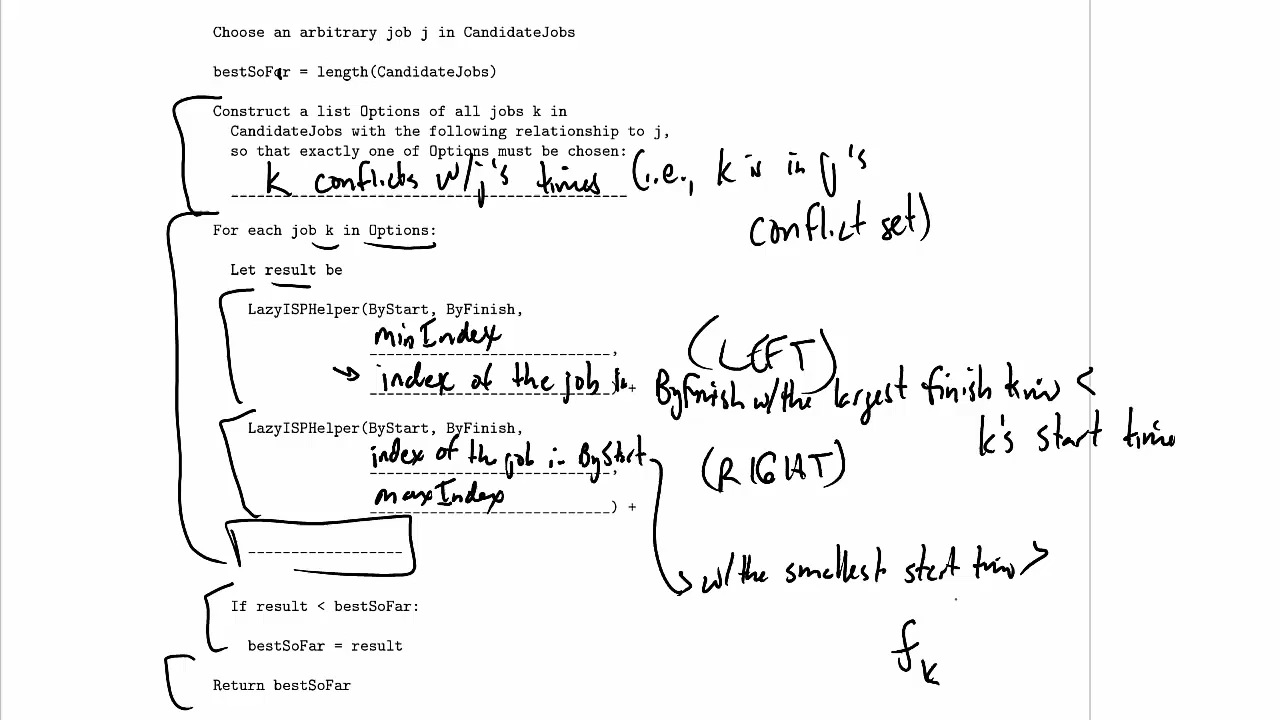 Choose an arbitrary job j in CandidateJobs
bestSoFar = length(CandidateJobs)
Construct a list Options of all jobs k in
CandidateJobs with the following relationship to j,
so that exactly one of Options must be chosen:
k conflicts w/j's times (i.e., k is in j's
conflict set)
For each job k in Options:
Let result be
LazyISPHelper(ByStart, ByFinish,
minIndex
(LEFT)
index of the job in ByFinish w/the largest finish time <
k's start time
LazyISPHelper(ByStart, ByFinish,
index of the job in ByStart
(RIGHT)
maxIndex
) +
w/the smallest start time >
fk
If result < bestSoFar:
bestSoFar = result
Return bestSoFar